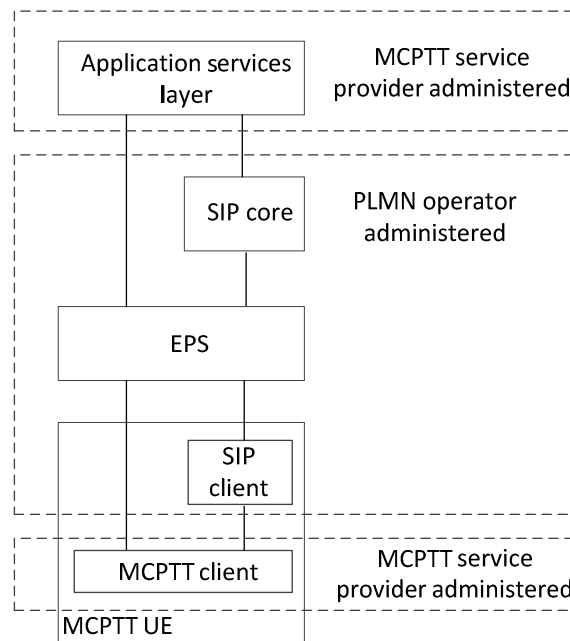 Application services
layer
MCPTT service
provider administered
SIP core
PLMN operator
administered
EPS
SIP
client
MCPTT client
MCPTT service
provider administered
MCPTT UE